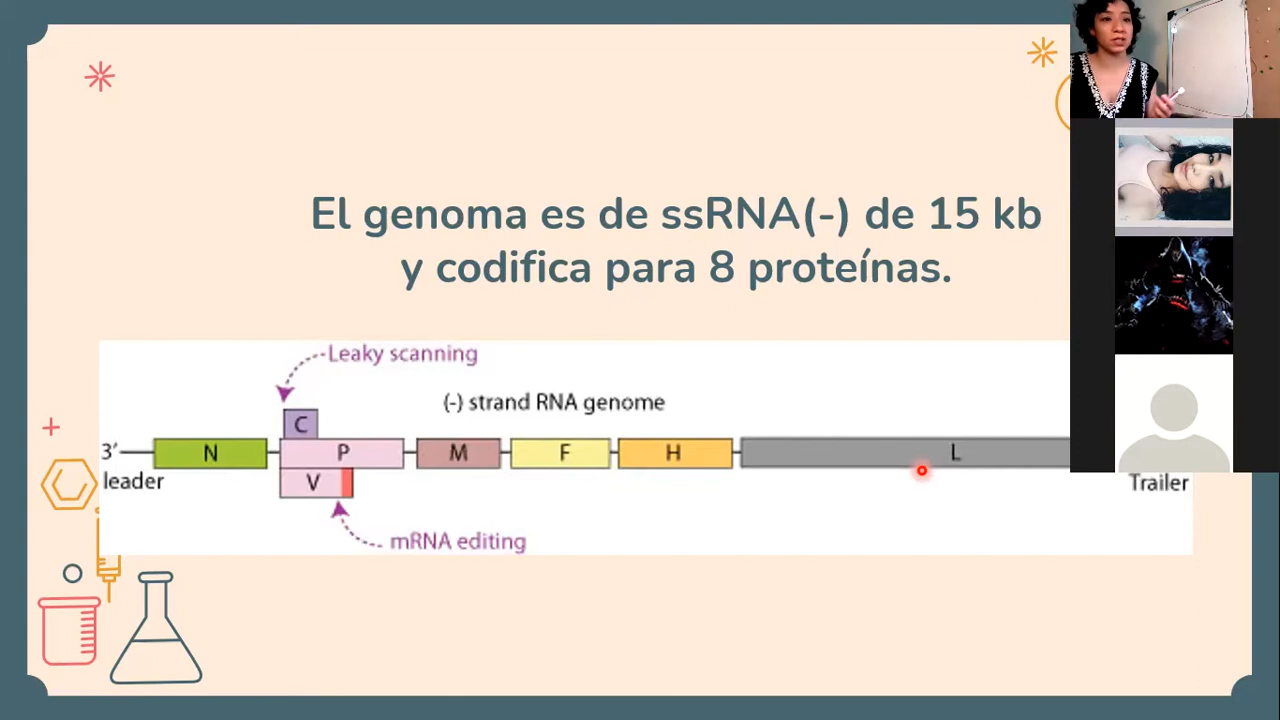 El genoma es de ssRNA(-) de 15 kb
y codifica para 8 proteínas.
Leaky scanning
(-) strand RNA genome
C
3′ N P M F H L
leader V Trailer
mRNA editing